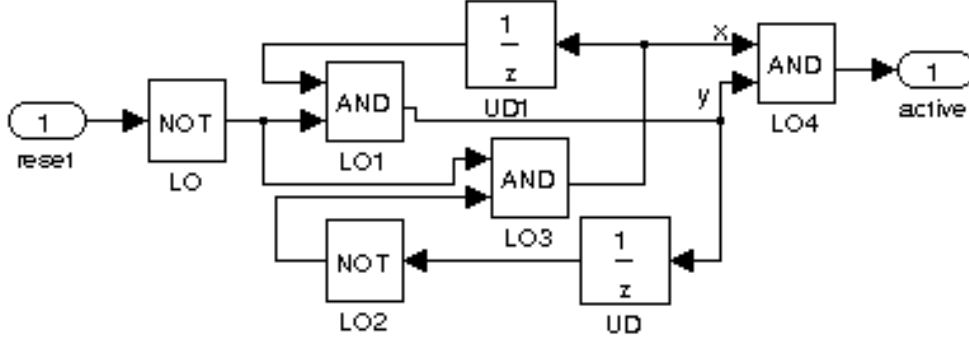 1
z
UD1
x
AND
LO4
1
active
1
reset
NOT
LO
AND
LO1
y
AND
LO3
NOT
LO2
1
z
UD